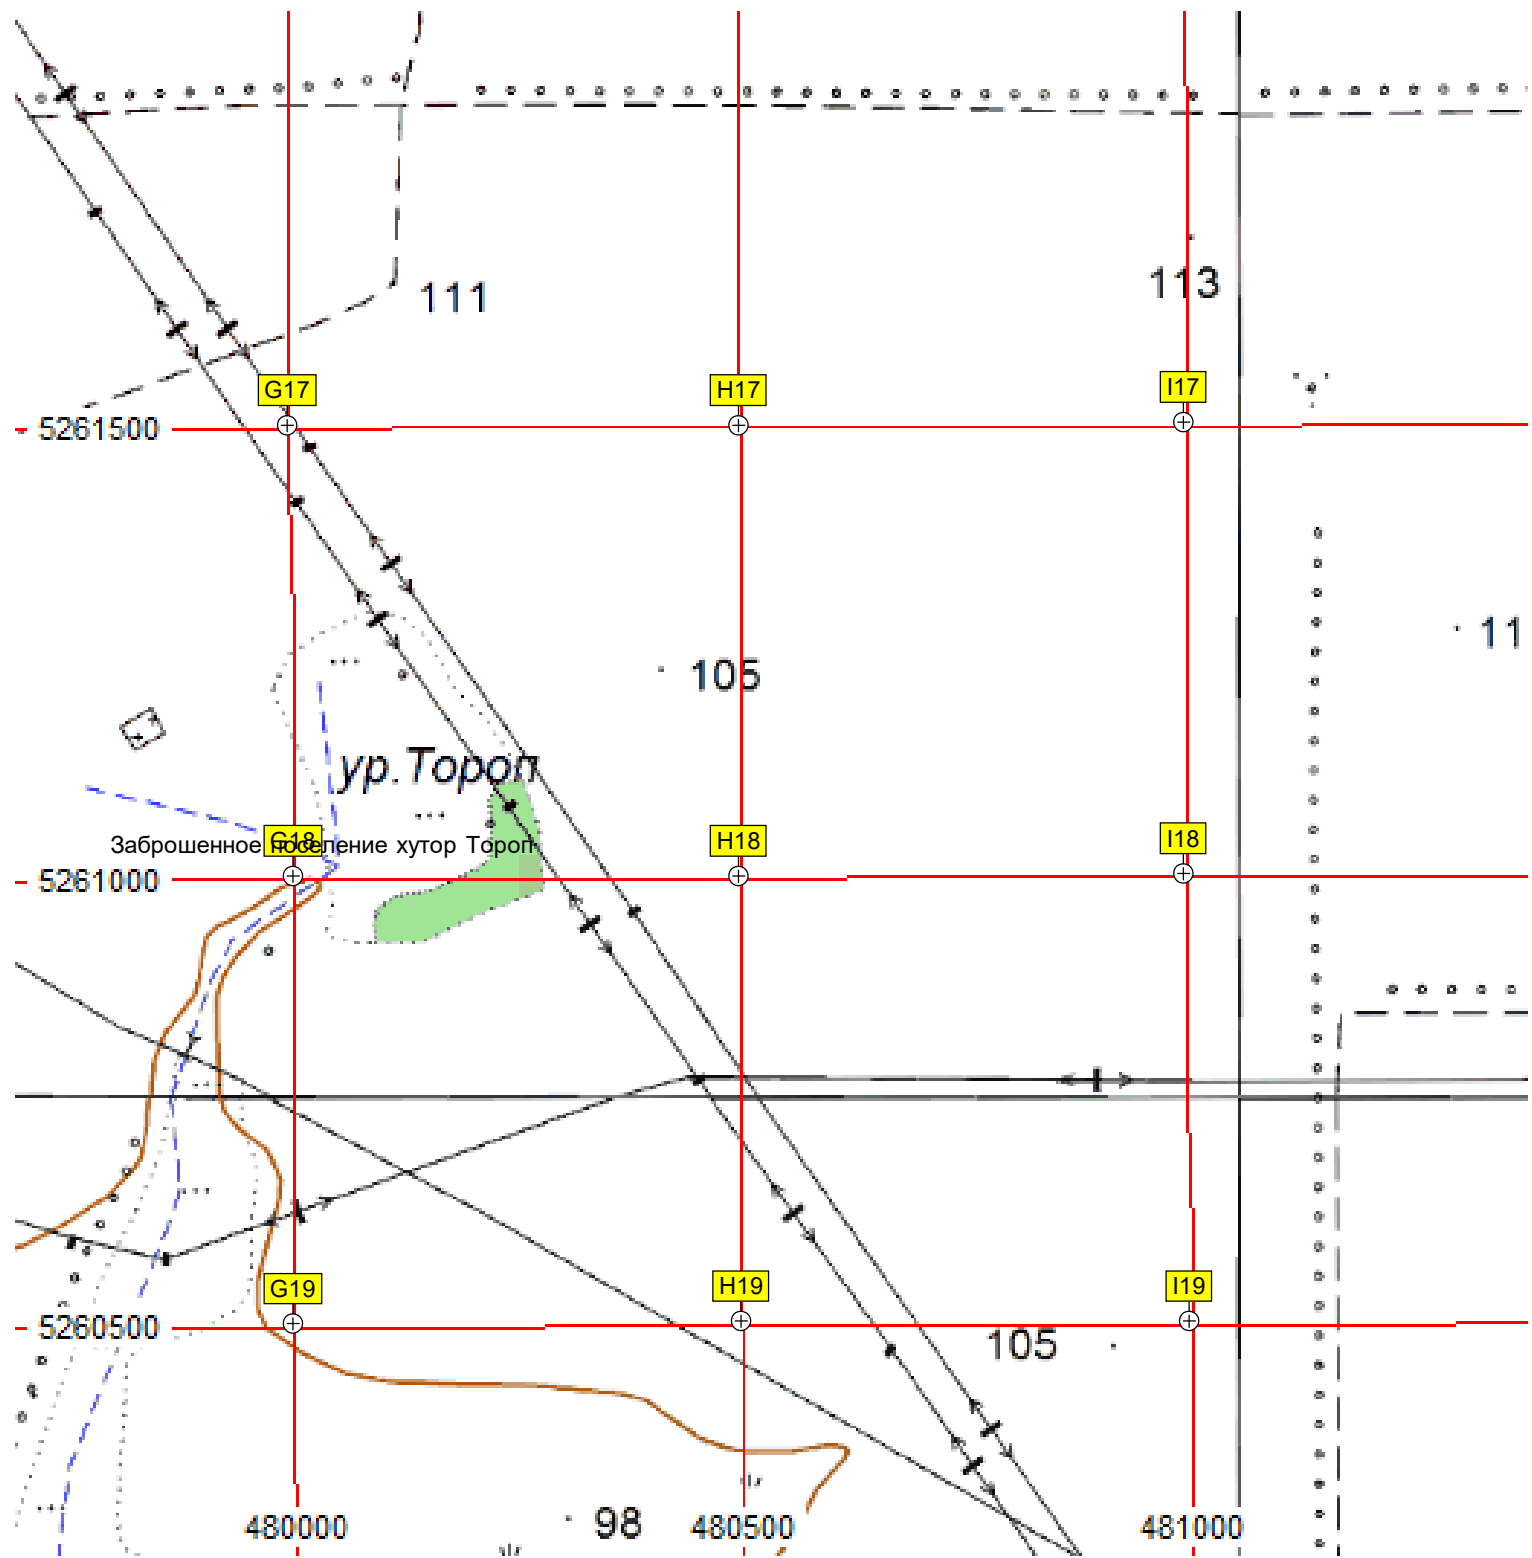 111
113
G17
H17
I17
5261500
105
11
ур.Тороп
G18
H18
I18
Заброшенное поселение хутор Тороп
5261000
G19
H19
I19
5260500
105
98
480000
480500
481000